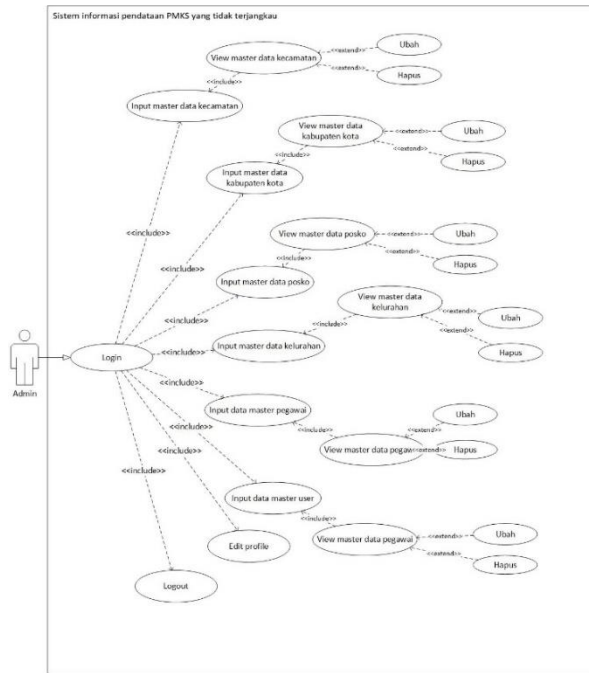 Sistem informasi pendataan PMKS yang tidak terjangkau
Ubah
<<extend>>
View master data kecamatan
<<extend>>
Hapus
<<include>>
Input master data kecamatan
View master data
kabupaten kota
<<extend>>
Ubah
<<extend>>
Hapus
<<include>>
Input master data
kabupaten kota
<<include>>
View master data posko
<<extend>>
Ubah
<<extend>>
Hapus
<<include>>
<<include>>
Input master data posko
View master data
kelurahan
<<extend>>
Ubah
<<extend>>
Hapus
<<include>>
<<include>>
Input master data kelurahan
<<include>>
Login
Admin
<<include>>
Input data master pegawai
Ubah
<<include>>
<<extend>>
View master data pegaw
<<extend>>
Hapus
<<include>>
<<include>>
<<include>>
Input data master user
<<include>>
View master data pegawai
<<extend>>
Ubah
<<extend>>
Hapus
Edit profile
Logout